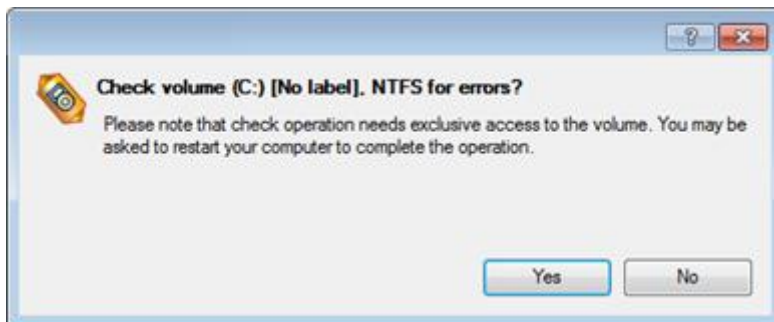 Check volume (C:) [No label]. NTFS for errors?
Please note that check operation needs exclusive access to the volume. You may be
asked to restart your computer to complete the operation.
Yes
No